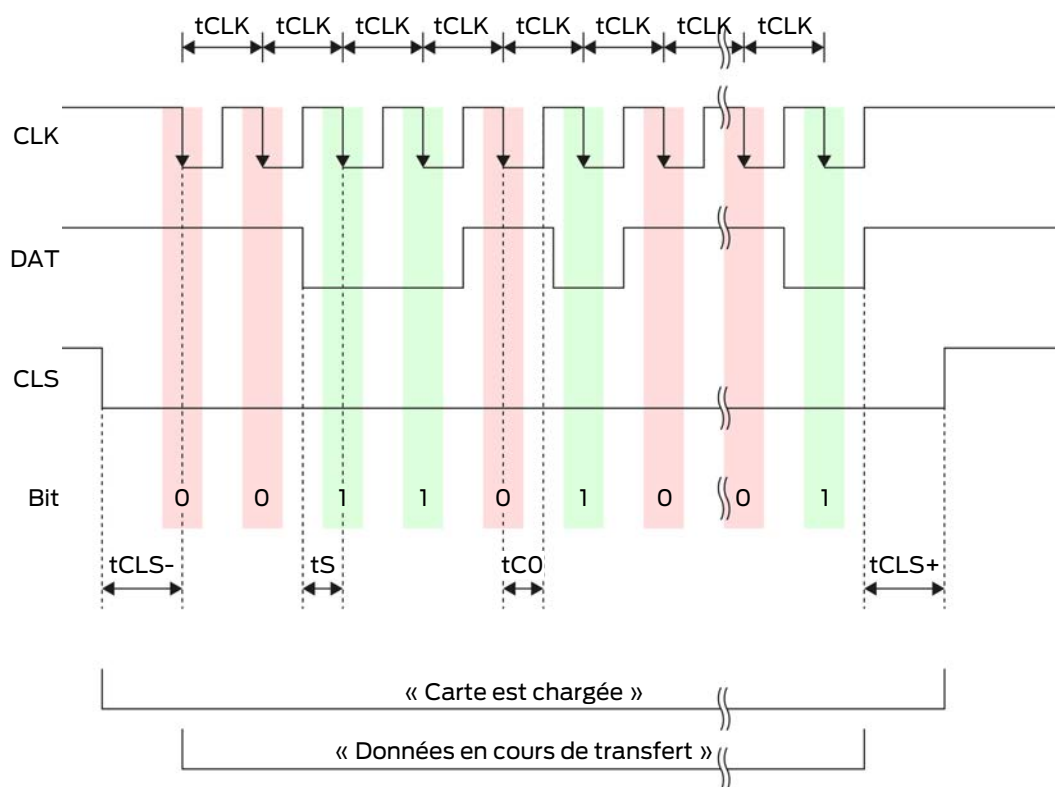 tCLK tCLK tCLK tCLK tCLK tCLK tCLK tCLK
CLK
DAT
CLS
Bit 0 0 1 1 0 1 0 0 1
tCLS- tS tC0 tCLS+
« Carte est chargée »
« Données en cours de transfert »